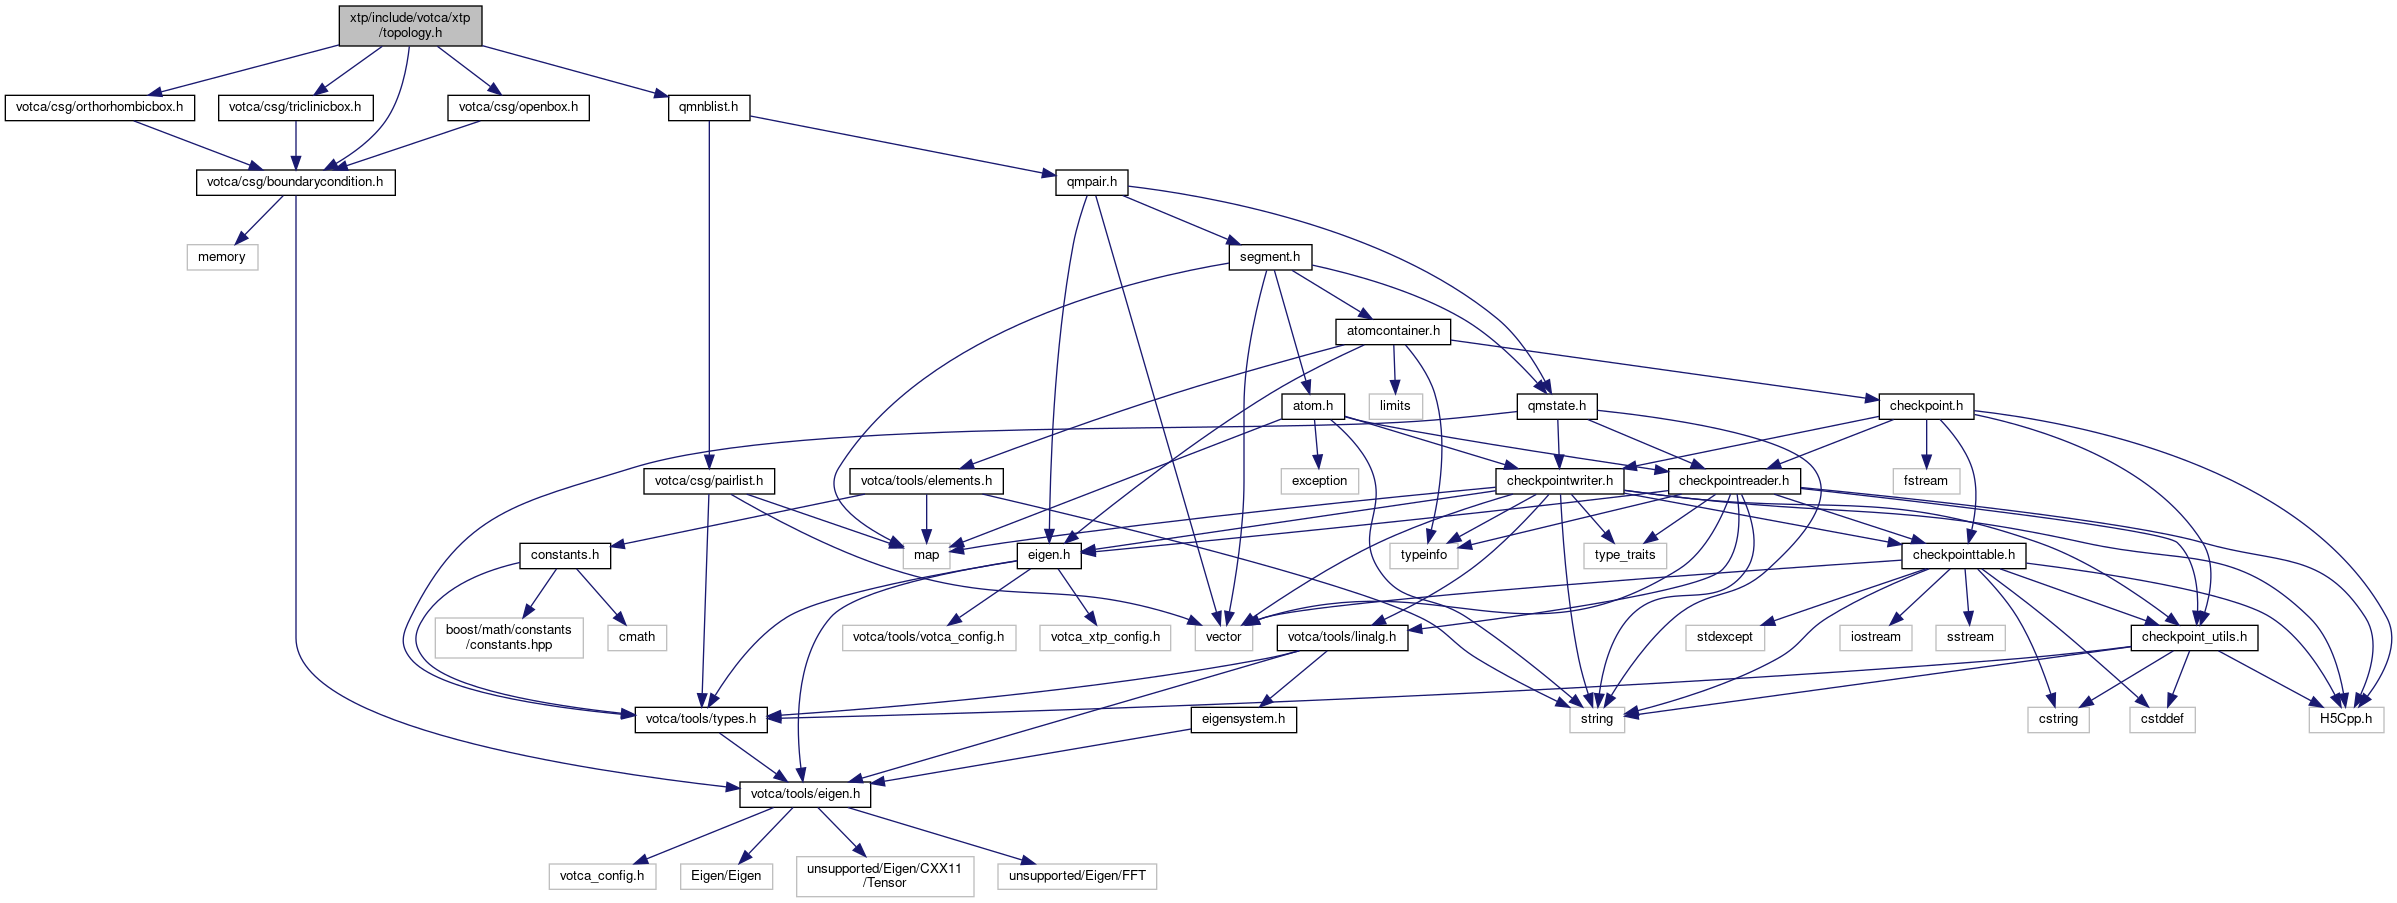 xtp/include/votca/xtp
/topology.h
votca/csg/orthorhombicbox.h
votca/csg/triclinicbox.h
votca/csg/openbox.h
qmnblist.h
votca/csg/boundarycondition.h
qmpair.h
memory
segment.h
atomcontainer.h
atom.h
limits
qmstate.h
checkpoint.h
votca/csg/pairlist.h
votca/tools/elements.h
exception
checkpointwriter.h
checkpointreader.h
fstream
constants.h
map
eigen.h
typeinfo
type_traits
checkpointtable.h
boost/math/constants
/constants.hpp
cmath
votca/tools/votca_config.h
votca_xtp_config.h
vector
votca/tools/linalg.h
stdexcept
iostream
sstream
checkpoint_utils.h
votca/tools/types.h
eigensystem.h
string
cstring
cstddef
H5Cpp.h
votca/tools/eigen.h
votca_config.h
Eigen/Eigen
unsupported/Eigen/CXX11
/Tensor
unsupported/Eigen/FFT